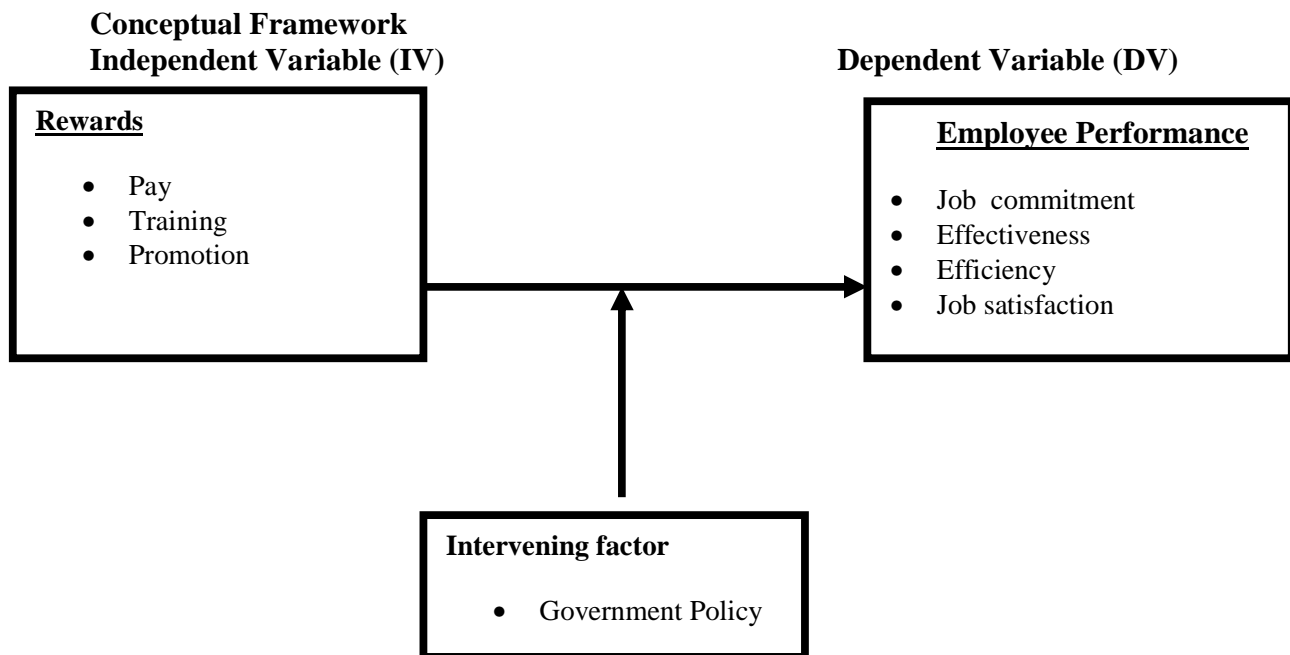 Conceptual Framework
Independent Variable (IV)
Dependent Variable (DV)
Rewards
• Pay
• Training
• Promotion
Employee Performance
• Job commitment
• Effectiveness
• Efficiency
• Job satisfaction
Intervening factor
• Government Policy